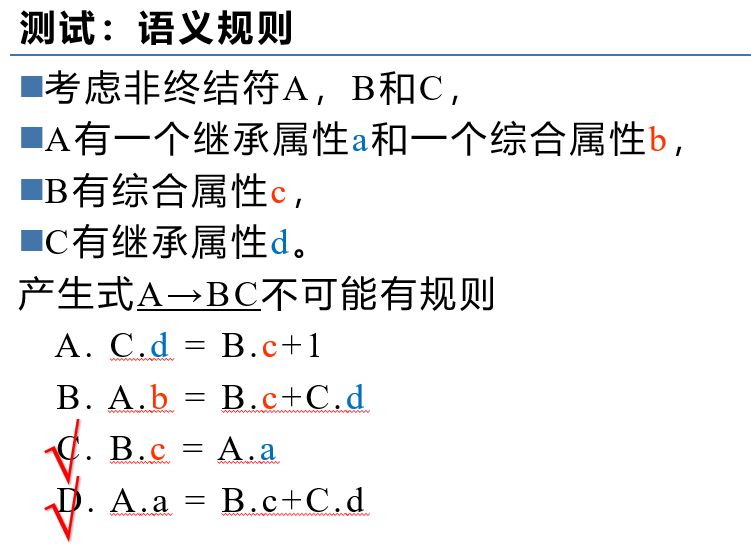 测试：语义规则
■考虑非终结符A，B和C，
■A有一个继承属性a和一个综合属性b，
■B有综合属性c，
■C有继承属性d。
产生式A→BC不可能有规则
A. C.d = B.c+1
B. A.b = B.c+C.d
C. B.c = A.a
D. A.a = B.c+C.d